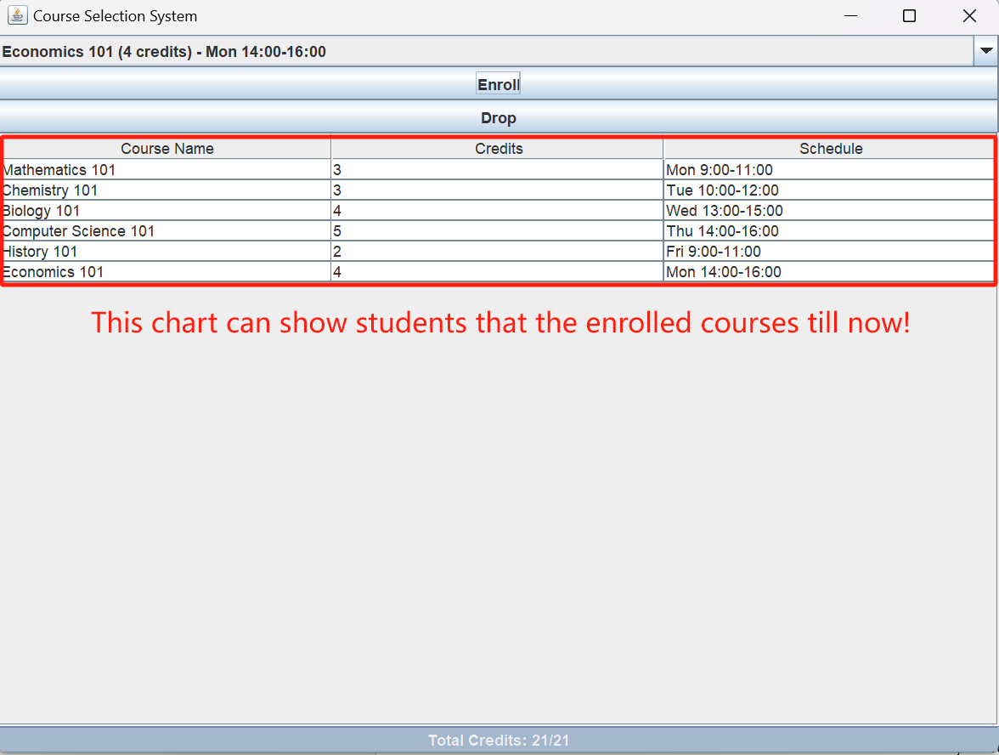 Course Selection System
Economics 101 (4 credits) - Mon 14:00-16:00
Enroll
Drop
Course Name Credits Schedule
Mathematics 101 3 Mon 9:00-11:00
Chemistry 101 3 Tue 10:00-12:00
Biology 101 4 Wed 13:00-15:00
Computer Science 101 5 Thu 14:00-16:00
History 101 2 Fri 9:00-11:00
Economics 101 4 Mon 14:00-16:00
This chart can show students that the enrolled courses till now!
Total Credits: 21/21